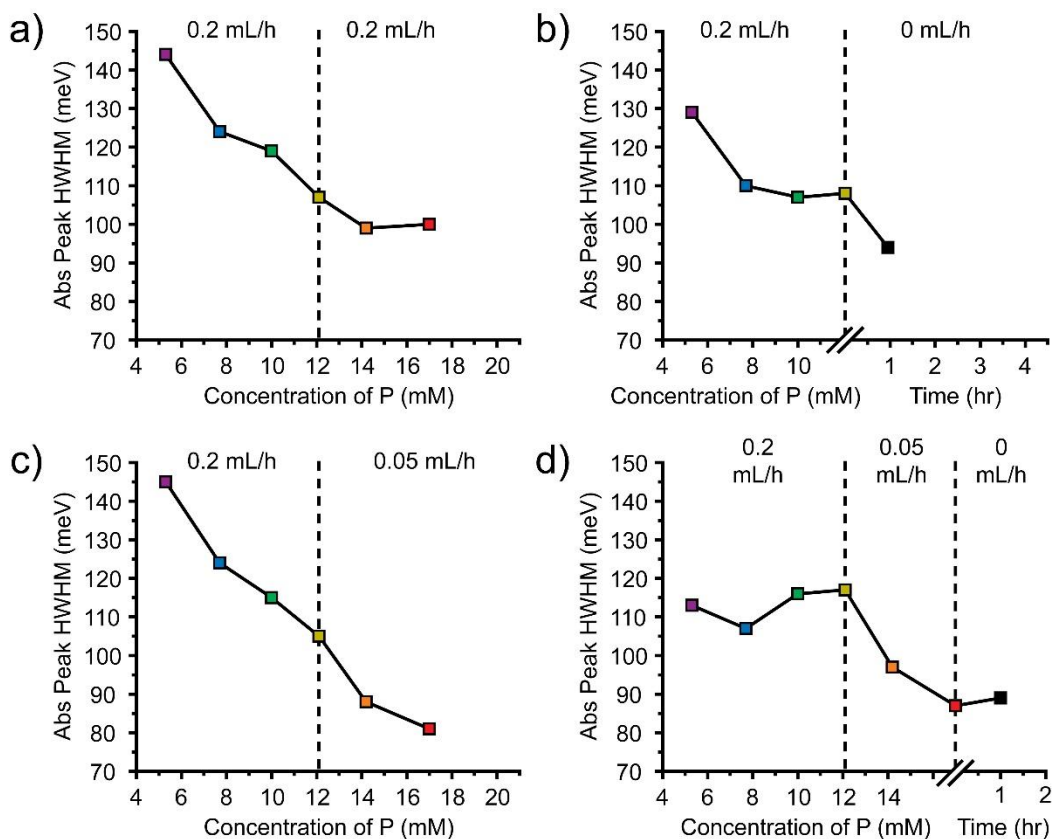 a)
0.2 mL/h 0.2 mL/h
Abs Peak HWHM (meV)
150
140
130
120
110
100
90
80
70
4 6 8 10 12 14 16 18 20
Concentration of P (mM)
b)
0.2 mL/h 0 mL/h
Abs Peak HWHM (meV)
150
140
130
120
110
100
90
80
70
4 6 8 10 1 2 3 4
Concentration of P (mM) Time (hr)
c)
0.2 mL/h 0.05 mL/h
Abs Peak HWHM (meV)
150
140
130
120
110
100
90
80
70
4 6 8 10 12 14 16 18 20
Concentration of P (mM)
d)
0.2 0.05 0
mL/h mL/h mL/h
Abs Peak HWHM (meV)
150
140
130
120
110
100
90
80
70
4 6 8 10 12 14 1 2
Concentration of P (mM) Time (hr)